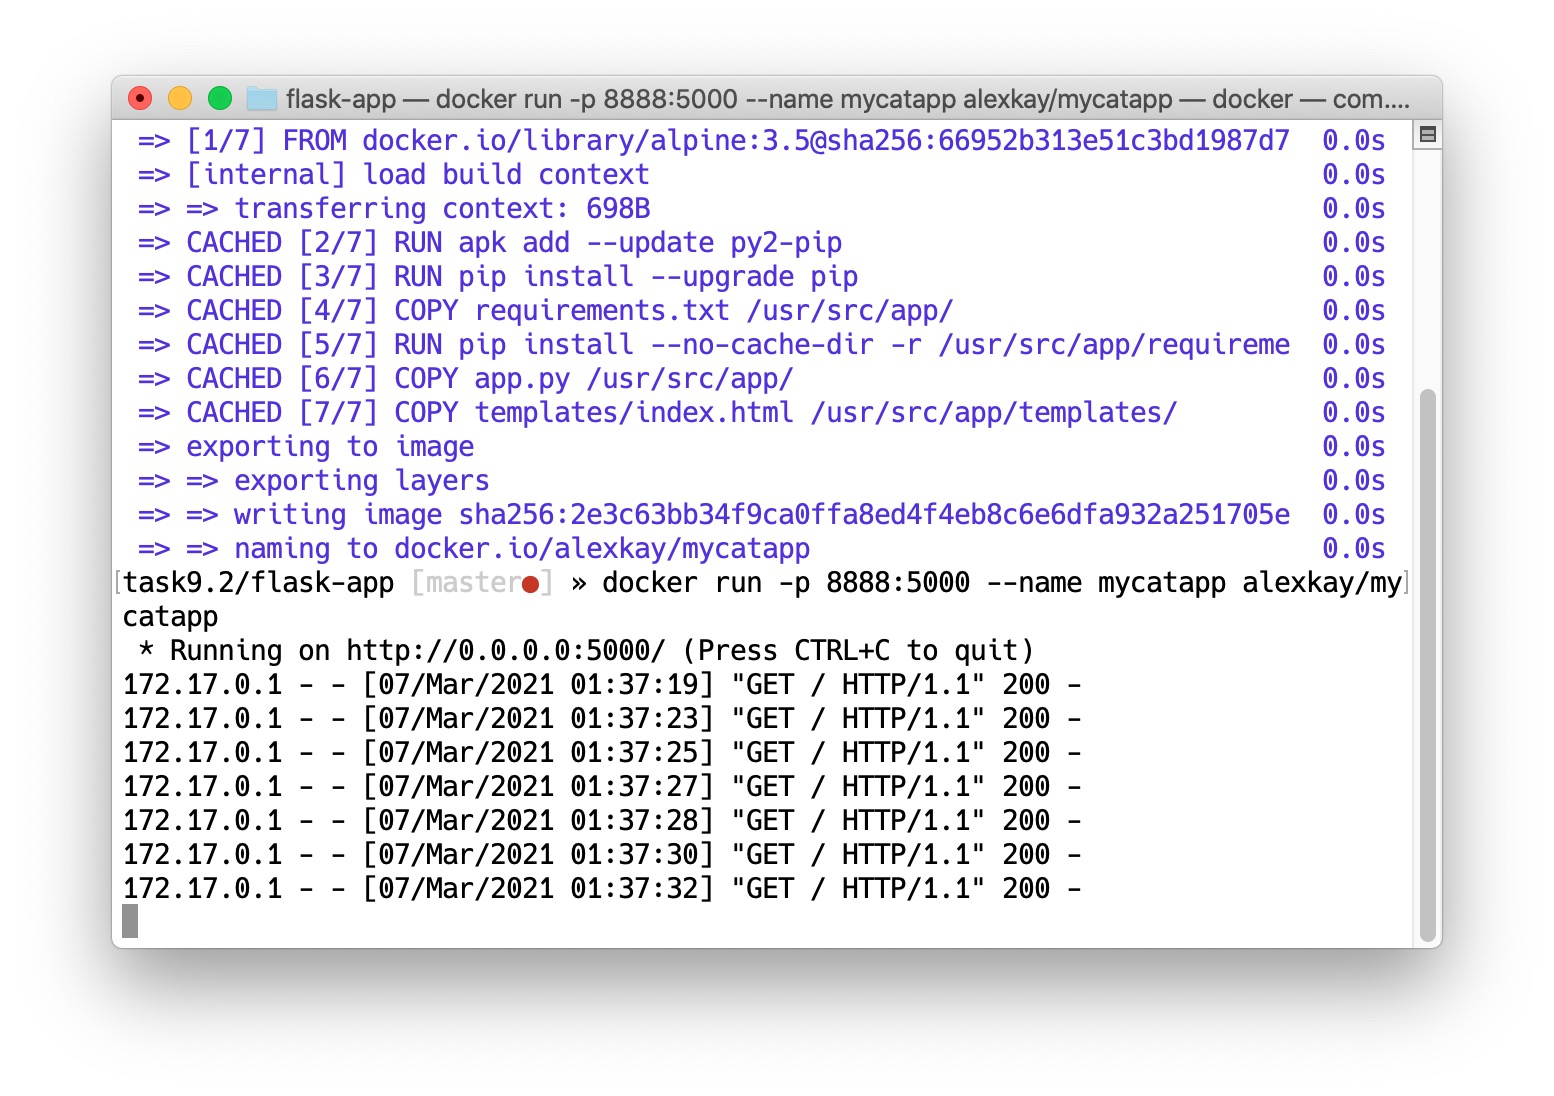 flask-app — docker run -p 8888:5000 --name mycatapp alexkay/mycatapp — docker — com....
=> [1/7] FROM docker.io/library/alpine:3.5@sha256:66952b313e51c3bd1987d7 0.0s
=> [internal] load build context 0.0s
=> => transferring context: 698B 0.0s
=> CACHED [2/7] RUN apk add --update py2-pip 0.0s
=> CACHED [3/7] RUN pip install --upgrade pip 0.0s
=> CACHED [4/7] COPY requirements.txt /usr/src/app/ 0.0s
=> CACHED [5/7] RUN pip install --no-cache-dir -r /usr/src/app/requireme 0.0s
=> CACHED [6/7] COPY app.py /usr/src/app/ 0.0s
=> CACHED [7/7] COPY templates/index.html /usr/src/app/templates/ 0.0s
=> exporting to image 0.0s
=> => exporting layers 0.0s
=> => writing image sha256:2e3c63bb34f9ca0ffa8ed4f4eb8c6e6dfa932a251705e 0.0s
=> => naming to docker.io/alexkay/mycatapp 0.0s
[task9.2/flask-app [master●] » docker run -p 8888:5000 --name mycatapp alexkay/my]
catapp
* Running on http://0.0.0.0:5000/ (Press CTRL+C to quit)
172.17.0.1 - - [07/Mar/2021 01:37:19] "GET / HTTP/1.1" 200 -
172.17.0.1 - - [07/Mar/2021 01:37:23] "GET / HTTP/1.1" 200 -
172.17.0.1 - - [07/Mar/2021 01:37:25] "GET / HTTP/1.1" 200 -
172.17.0.1 - - [07/Mar/2021 01:37:27] "GET / HTTP/1.1" 200 -
172.17.0.1 - - [07/Mar/2021 01:37:28] "GET / HTTP/1.1" 200 -
172.17.0.1 - - [07/Mar/2021 01:37:30] "GET / HTTP/1.1" 200 -
172.17.0.1 - - [07/Mar/2021 01:37:32] "GET / HTTP/1.1" 200 -